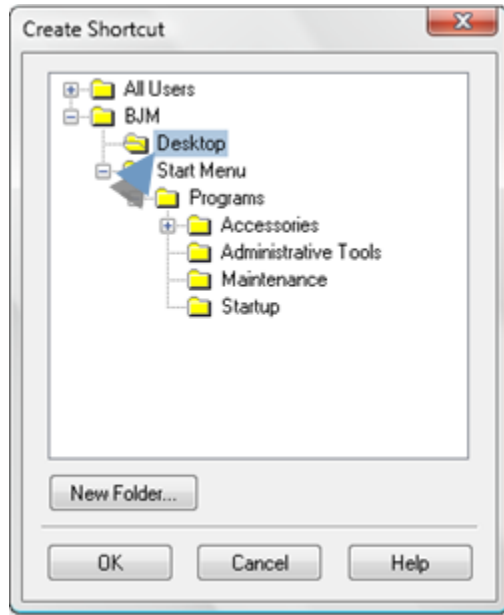 Create Shortcut
All Users
BJM
Desktop
Start Menu
Programs
Accessories
Administrative Tools
Maintenance
Startup
New Folder...
OK Cancel Help